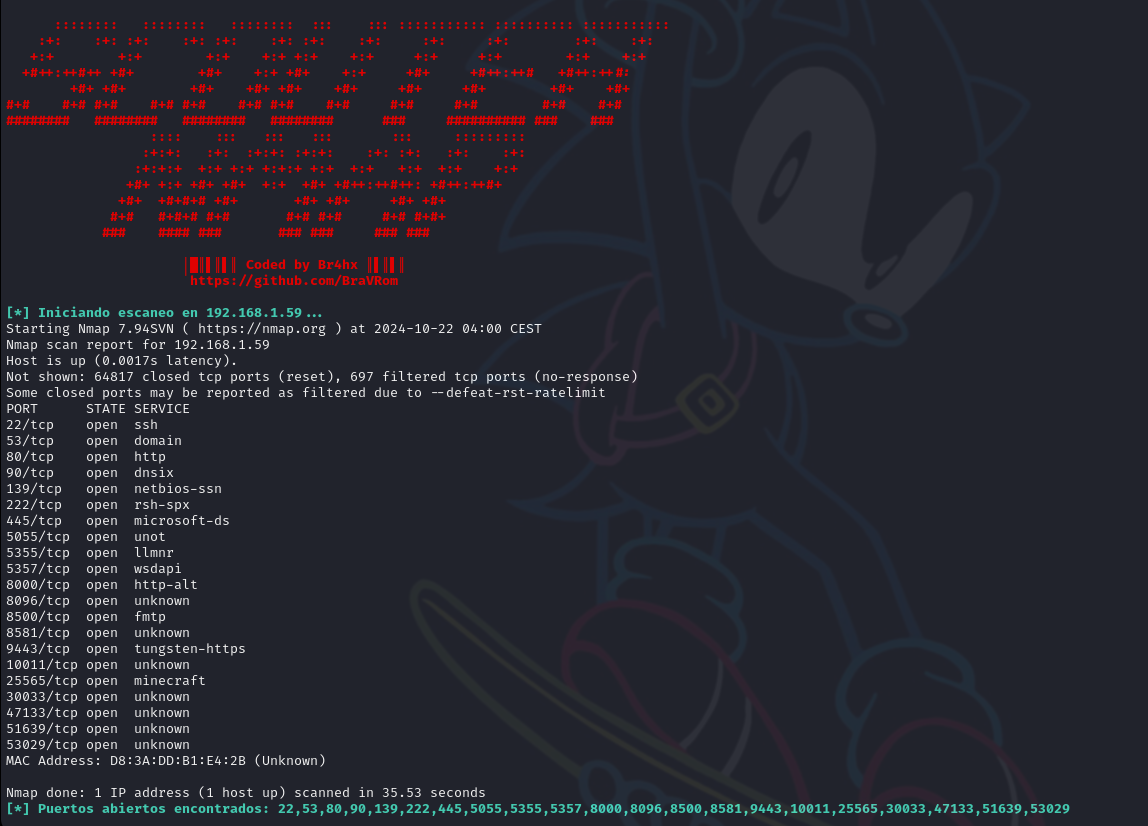 Coded by Br4hx
https://github.com/BraVRom
[*] Iniciando escaneo en 192.168.1.59...
Starting Nmap 7.94SVN ( https://nmap.org ) at 2024-10-22 04:00 CEST
Nmap scan report for 192.168.1.59
Host is up (0.0017s latency).
Not shown: 64817 closed tcp ports (reset), 697 filtered tcp ports (no-response)
Some closed ports may be reported as filtered due to --defeat-rst-ratelimit
PORT      STATE SERVICE
22/tcp    open  ssh
53/tcp    open  domain
80/tcp    open  http
90/tcp    open  dnsix
139/tcp   open  netbios-ssn
222/tcp   open  rsh-spx
445/tcp   open  microsoft-ds
5055/tcp  open  unot
5355/tcp  open  llmnr
5357/tcp  open  wsdapi
8000/tcp  open  http-alt
8096/tcp  open  unknown
8500/tcp  open  fmtp
8581/tcp  open  unknown
9443/tcp  open  tungsten-https
10011/tcp open  unknown
25565/tcp open  minecraft
30033/tcp open  unknown
47133/tcp open  unknown
51639/tcp open  unknown
53029/tcp open  unknown
MAC Address: D8:3A:DD:B1:E4:2B (Unknown)
Nmap done: 1 IP address (1 host up) scanned in 35.53 seconds
[*] Puertos abiertos encontrados: 22,53,80,90,139,222,445,5055,5355,5357,8000,8096,8500,8581,9443,10011,25565,30033,47133,51639,53029